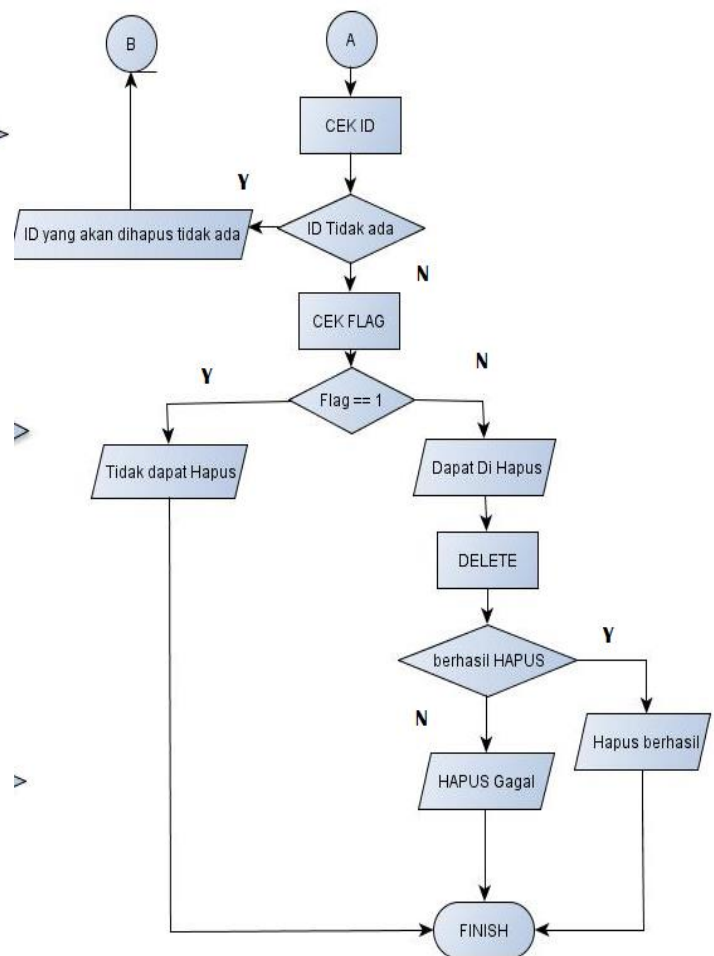 B
A
CEK ID
Y
ID yang akan dihapus tidak ada
ID Tidak ada
N
CEK FLAG
Y
N
Flag == 1
Tidak dapat Hapus
Dapat Di Hapus
DELETE
berhasil HAPUS
Y
N
Hapus berhasil
HAPUS Gagal
FINISH